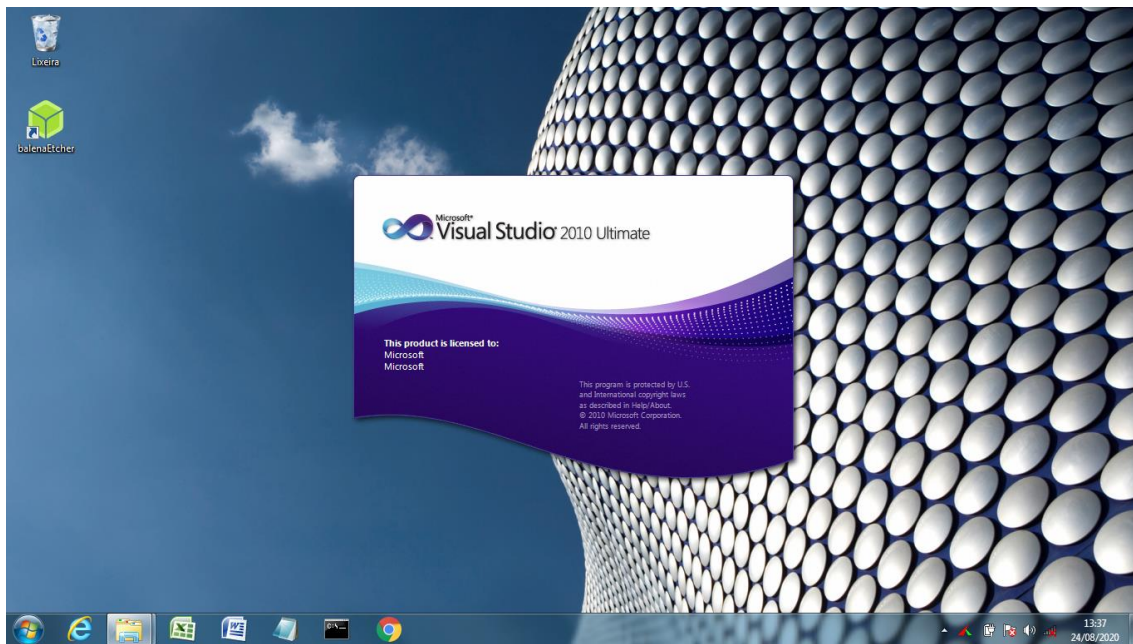 Lixeira
balenaEtcher
Microsoft®
Visual Studio® 2010 Ultimate
This product is licensed to:
Microsoft
Microsoft
This program is protected by U.S.
and International copyright laws
as described in Help/About.
© 2010 Microsoft Corporation.
All rights reserved.
13:37
24/08/2020